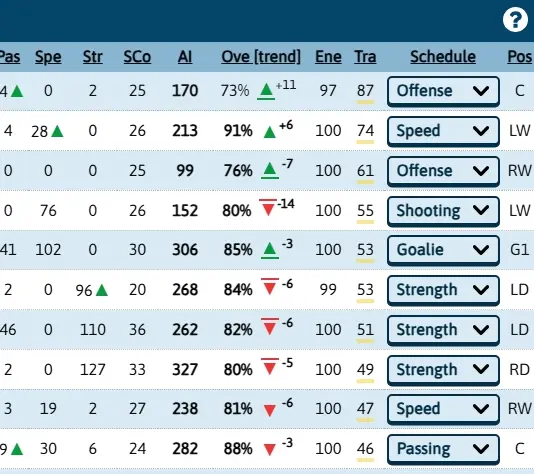 ?
Pas Spe Str SCo AI Ove [trend] Ene Tra Schedule Pos
4 0 2 25 170 73% +11 97 87 Offense C
4 28 0 26 213 91% +6 100 74 Speed LW
0 0 0 25 99 76% -7 100 61 Offense RW
0 76 0 26 152 80% -14 100 55 Shooting LW
41 102 0 30 306 85% -3 100 53 Goalie G1
2 0 96 20 268 84% -6 99 53 Strength LD
46 0 110 36 262 82% -6 100 51 Strength LD
2 0 127 33 327 80% -5 100 49 Strength RD
3 19 2 27 238 81% -6 100 47 Speed RW
9 30 6 24 282 88% -3 100 46 Passing C